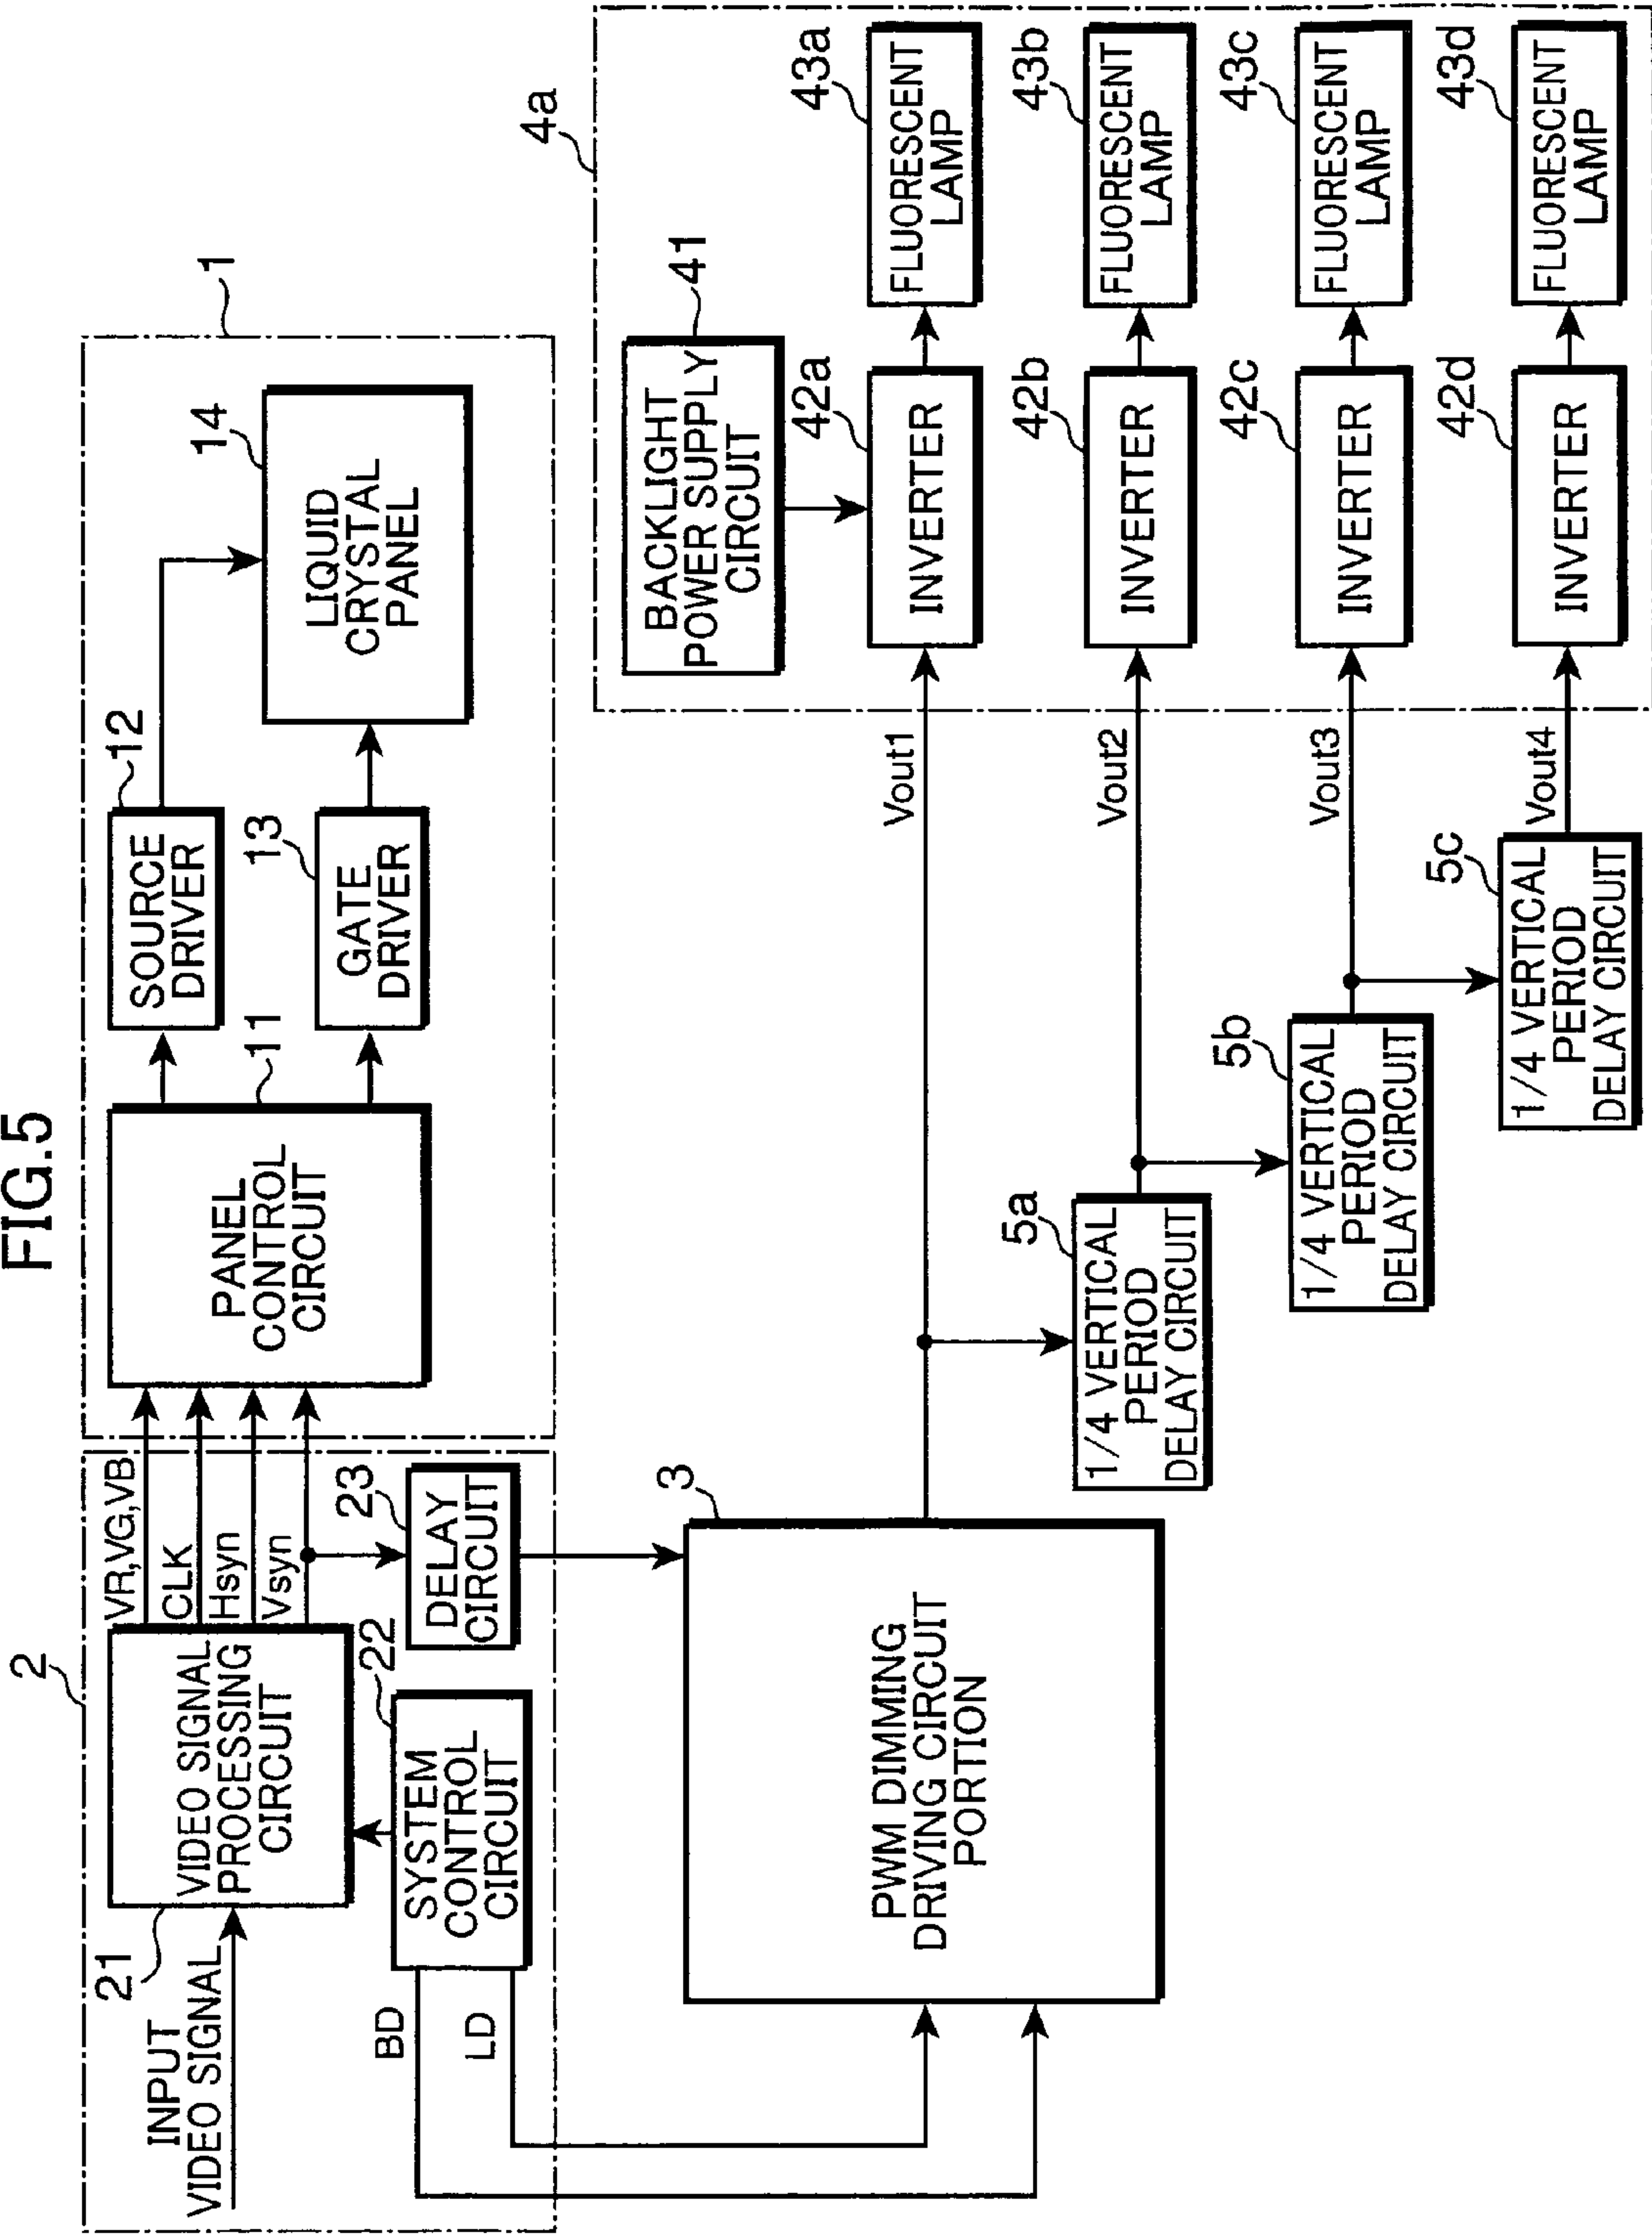 FIG.5
2
1
INPUT
VIDEO SIGNAL
21
VIDEO SIGNAL
PROCESSING
CIRCUIT
VR,VG,VB
CLK
Hsyn
Vsyn
PANEL
CONTROL
CIRCUIT
11
SOURCE
DRIVER
12
GATE
DRIVER
13
LIQUID
CRYSTAL
PANEL
14
SYSTEM
CONTROL
CIRCUIT
22
DELAY
CIRCUIT
23
BD
LD
PWM DIMMING
DRIVING CIRCUIT
PORTION
3
4a
BACKLIGHT
POWER SUPPLY
CIRCUIT
41
Vout1
INVERTER
42a
FLUORESCENT
LAMP
43a
1/4 VERTICAL
PERIOD
DELAY CIRCUIT
5a
Vout2
INVERTER
42b
FLUORESCENT
LAMP
43b
1/4 VERTICAL
PERIOD
DELAY CIRCUIT
5b
Vout3
INVERTER
42c
FLUORESCENT
LAMP
43c
1/4 VERTICAL
PERIOD
DELAY CIRCUIT
5c
Vout4
INVERTER
42d
FLUORESCENT
LAMP
43d